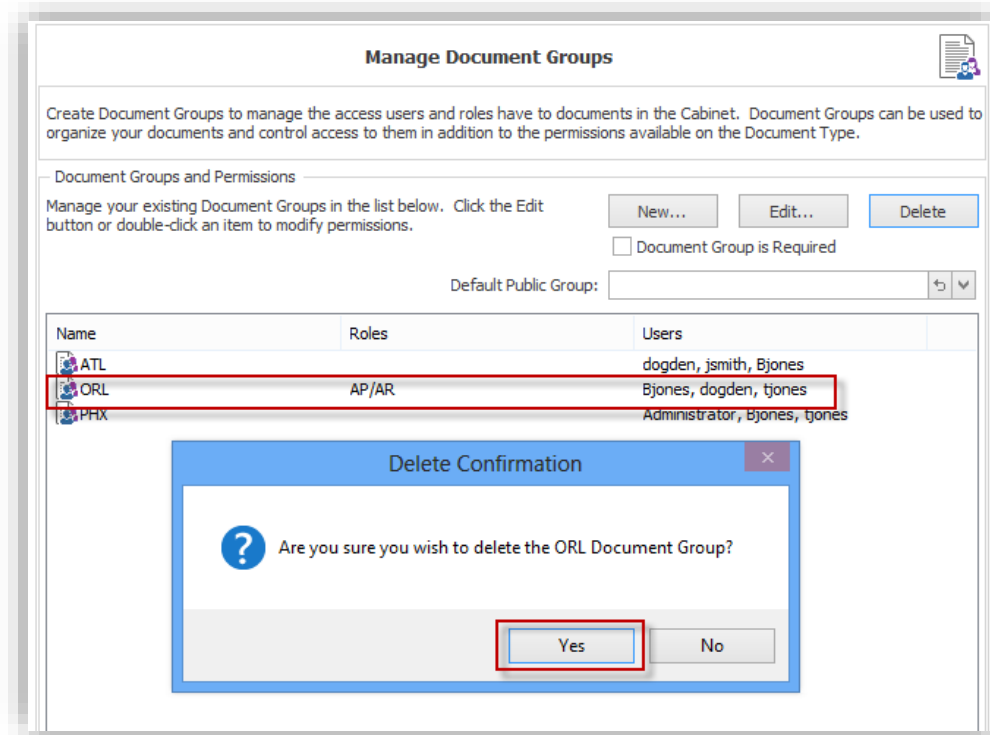 Manage Document Groups
Create Document Groups to manage the access users and roles have to documents in the Cabinet.  Document Groups can be used to
organize your documents and control access to them in addition to the permissions available on the Document Type.
Document Groups and Permissions
Manage your existing Document Groups in the list below.  Click the Edit
button or double-click an item to modify permissions.
New... Edit... Delete
Document Group is Required
Default Public Group:
Name Roles Users
ATL dogden, jsmith, Bjones
ORL AP/AR Bjones, dogden, tjones
PHX Administrator, Bjones, tjones
Delete Confirmation
Are you sure you wish to delete the ORL Document Group?
Yes No